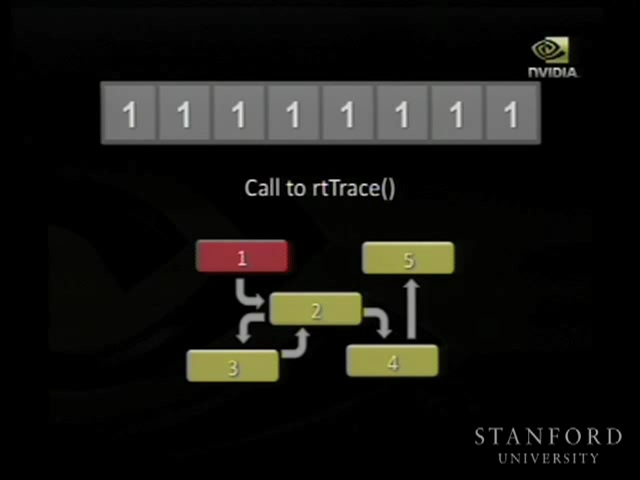 NVIDIA
1 1 1 1 1 1 1 1
Call to rtTrace()
1
5
2
3
4
STANFORD
UNIVERSITY